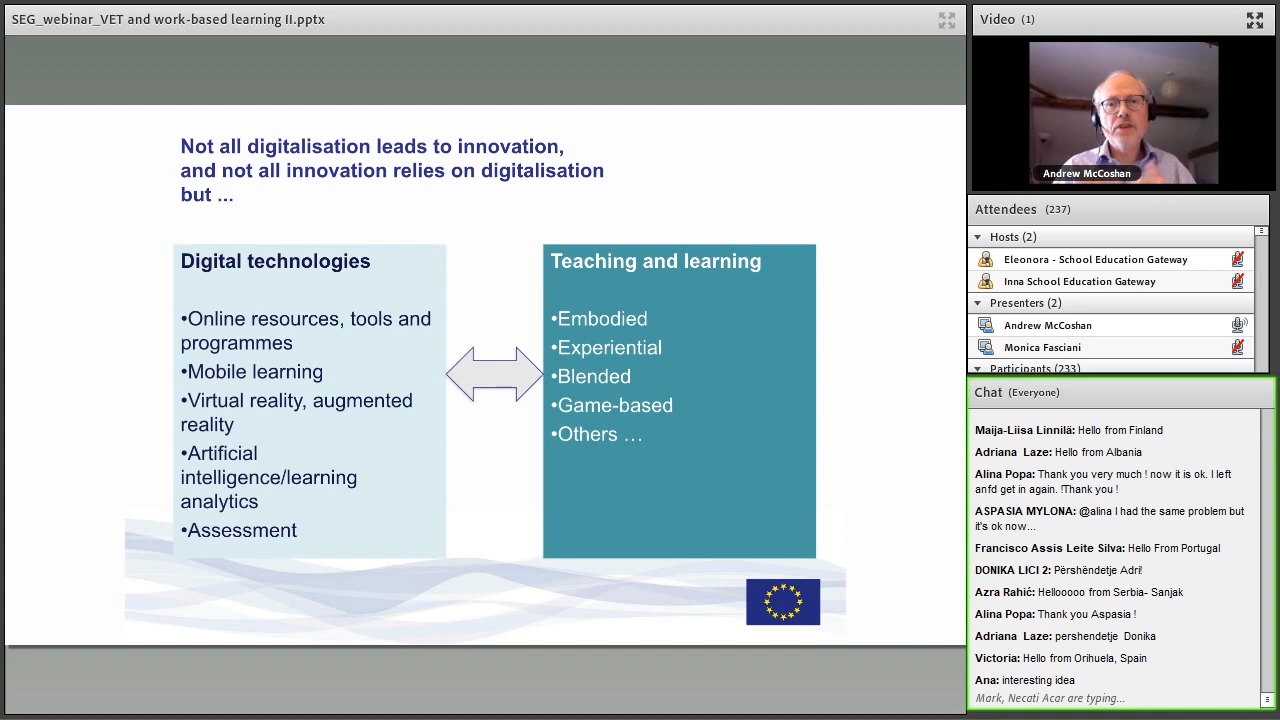 SEG_webinar_VET and work-based learning II.pptx
Not all digitalisation leads to innovation,
and not all innovation relies on digitalisation
but ...
Digital technologies
•Online resources, tools and
programmes
•Mobile learning
•Virtual reality, augmented
reality
•Artificial
intelligence/learning
analytics
•Assessment
Teaching and learning
•Embodied
•Experiential
•Blended
•Game-based
•Others …
Video (1)
Andrew McCoshan
Attendees (237)
Hosts (2)
Eleonora - School Education Gateway
Inna School Education Gateway
Presenters (2)
Andrew McCoshan
Monica Fasciani
Participants (233)
Chat (Everyone)
Maija-Liisa Linnilä: Hello from Finland
Adriana Laze: Hello from Albania
Alina Popa: Thank you very much ! now it is ok. I left
anfd get in again. !Thank you !
ASPASIA MYLONA: @alina I had the same problem but
it's ok now...
Francisco Assis Leite Silva: Hello From Portugal
DONIKA LICI 2: Përshëndetje Adri!
Azra Rahić: Hellooooo from Serbia- Sanjak
Alina Popa: Thank you Aspasia !
Adriana Laze: pershendetje Donika
Victoria: Hello from Orihuela, Spain
Ana: interesting idea
Mark, Necati Acar are typing...